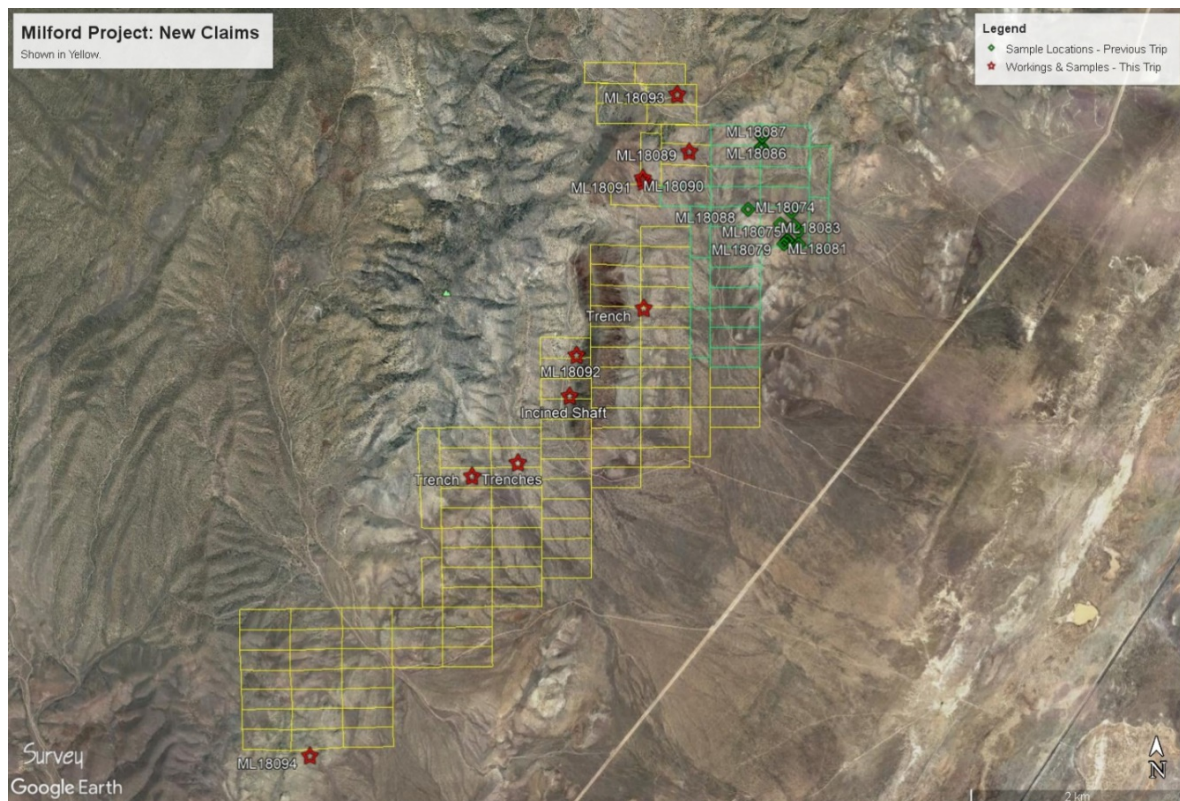 Milford Project: New Claims
Shown in Yellow.
Legend
Sample Locations - Previous Trip
Workings & Samples - This Trip
ML18093
ML18087
ML18089
ML18086
ML18091
ML18090
ML18088
ML18074
ML18075
ML18083
ML18079
ML18081
Trench
ML18092
Incined Shaft
Trench
Trenches
ML18094
Survey
Google Earth
N
2 km